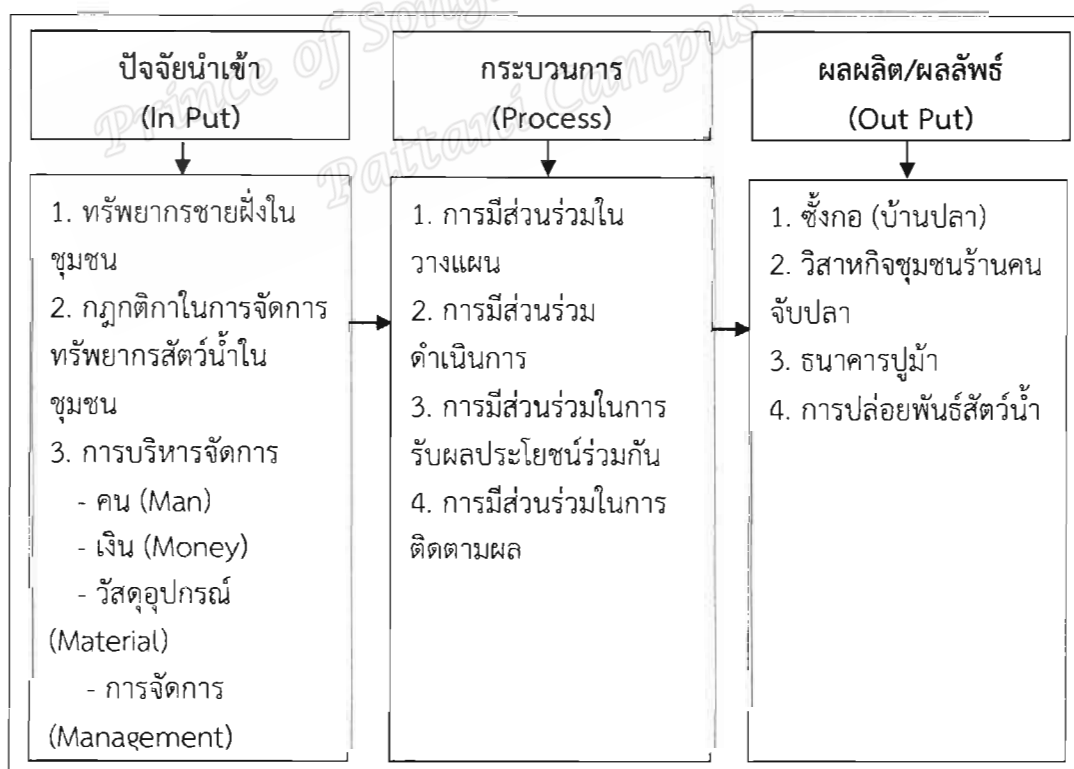 Prince of Song
Pattani Campus
ปัจจัยนำเข้า
(In Put)
1. ทรัพยากรชายฝั่งใน
ชุมชน
2. กฎกติกาในการจัดการ
ทรัพยากรสัตว์น้ำใน
ชุมชน
3. การบริหารจัดการ
- คน (Man)
- เงิน (Money)
- วัสดุอุปกรณ์
(Material)
- การจัดการ
(Management)
กระบวนการ
(Process)
1. การมีส่วนร่วมใน
วางแผน
2. การมีส่วนร่วม
ดำเนินการ
3. การมีส่วนร่วมในการ
รับผลประโยชน์ร่วมกัน
4. การมีส่วนร่วมในการ
ติดตามผล
ผลผลิต/ผลลัพธ์
(Out Put)
1. ซั้งกอ (บ้านปลา)
2. วิสาหกิจชุมชนร้านคน
จับปลา
3. ธนาคารปูม้า
4. การปล่อยพันธ์สัตว์น้ำ